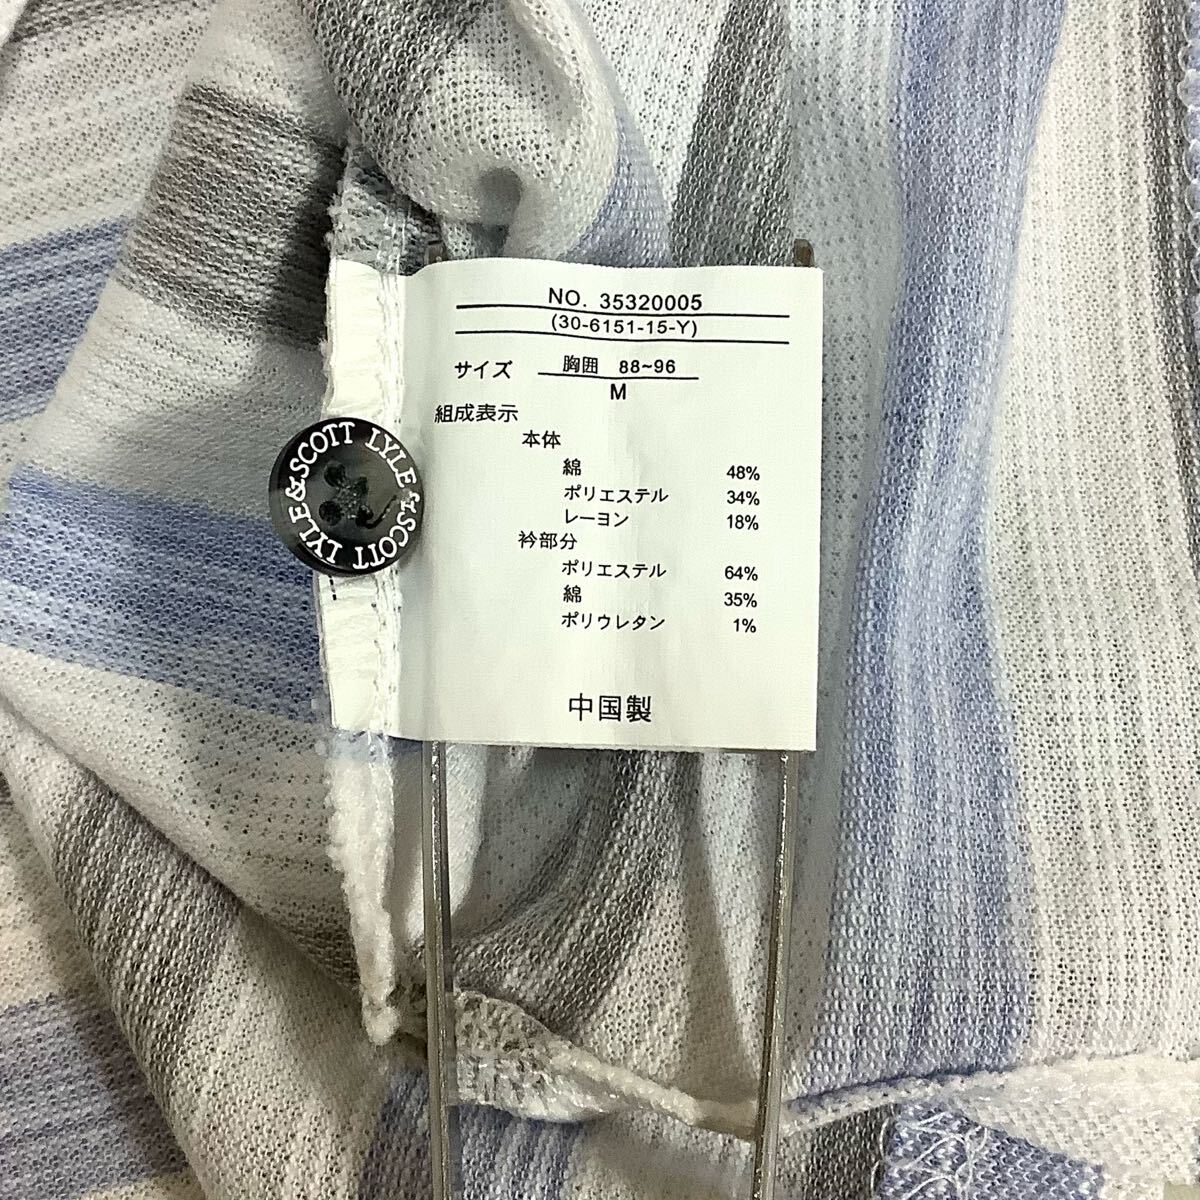 NO. 35320005
(30-6151-15-Y)
サイズ 胸囲 88~96
M
組成表示
本体
綿 48%
ポリエステル 34%
レーヨン 18%
衿部分
ポリエステル 64%
綿 35%
ポリウレタン 1%
中国製
LYLE&SCOTT LYLE&SCOTT